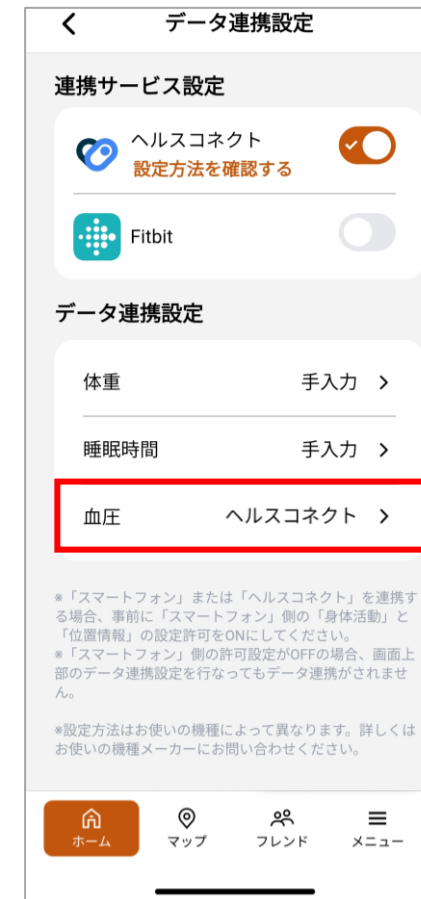 データ連携設定
連携サービス設定
ヘルスコネクト
設定方法を確認する
Fitbit
データ連携設定
体重 手入力
睡眠時間 手入力
血圧 ヘルスコネクト
※「スマートフォン」または「ヘルスコネクト」を連携す
る場合、事前に「スマートフォン」側の「身体活動」と
「位置情報」の設定許可をONにしてください。
※「スマートフォン」側の許可設定がOFFの場合、画面上
部のデータ連携設定を行なってもデータ連携がされませ
ん。
※設定方法はお使いの機種によって異なります。詳しくは
お使いの機種メーカーにお問い合わせください。
ホーム マップ フレンド メニュー